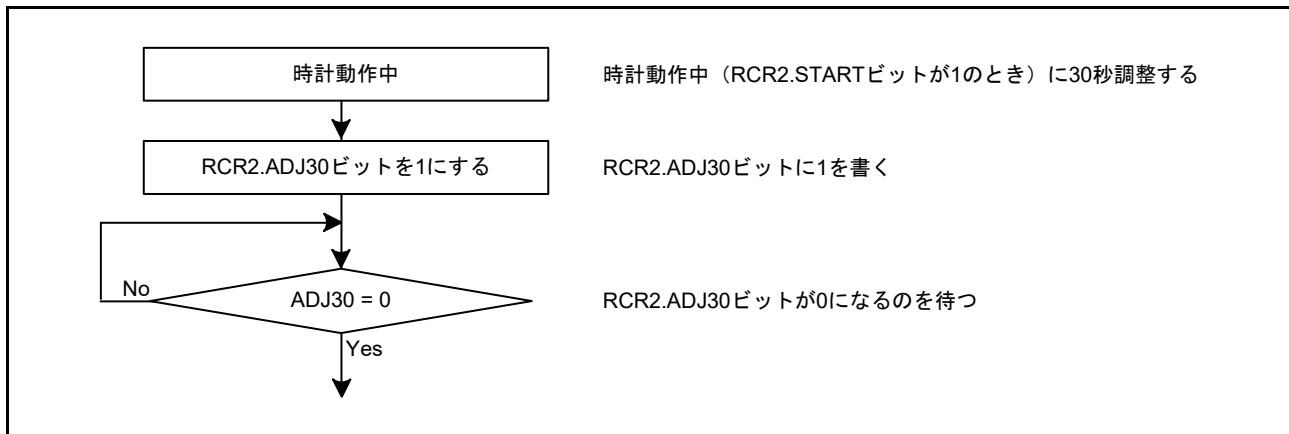 時計動作中
時計動作中（RCR2.STARTビットが1のとき）に30秒調整する
RCR2.ADJ30ビットを1にする
RCR2.ADJ30ビットに1を書く
No
ADJ30 = 0
RCR2.ADJ30ビットが0になるのを待つ
Yes